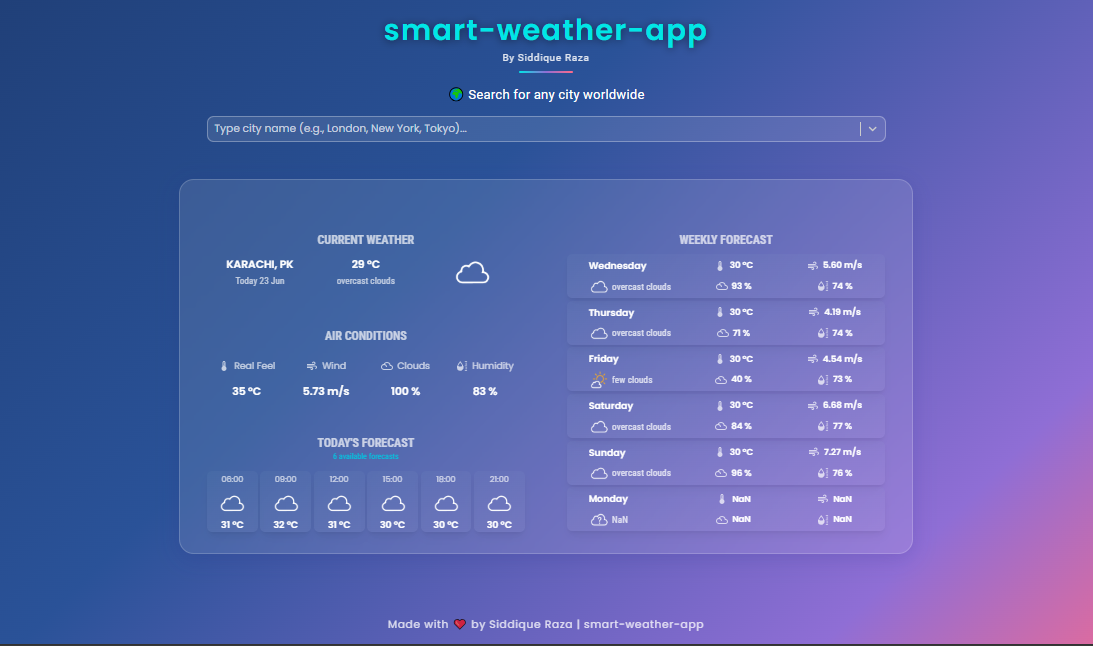 smart-weather-app
By Siddique Raza
Search for any city worldwide
Type city name (e.g., London, New York, Tokyo)...
CURRENT WEATHER
KARACHI, PK 29 °C
Today 23 Jun overcast clouds
AIR CONDITIONS
Real Feel Wind Clouds Humidity
35 °C 5.73 m/s 100 % 83 %
TODAY'S FORECAST
6 available forecasts
06:00 09:00 12:00 15:00 18:00 21:00
31 °C 32 °C 31 °C 30 °C 30 °C 30 °C
WEEKLY FORECAST
Wednesday 30 °C 5.60 m/s
overcast clouds 93 % 74 %
Thursday 30 °C 4.19 m/s
overcast clouds 71 % 74 %
Friday 30 °C 4.54 m/s
few clouds 40 % 73 %
Saturday 30 °C 6.68 m/s
overcast clouds 84 % 77 %
Sunday 30 °C 7.27 m/s
overcast clouds 96 % 76 %
Monday NaN NaN
NaN NaN NaN
Made with ❤️ by Siddique Raza | smart-weather-app